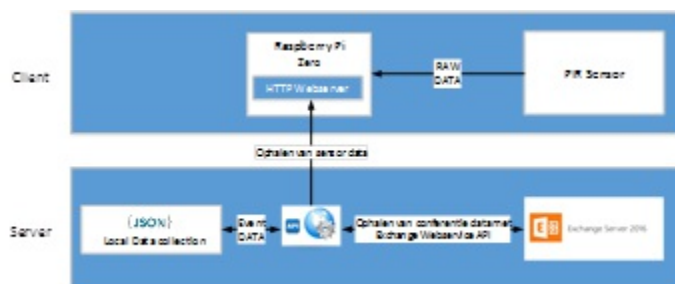 Client
Raspberry Pi
Zero
HTTP Webserver
RAW
DATA
PIR Sensor
Ophalen van sensor data
Server
{JSON}
Local Data collection
Event
DATA
API
Ophalen van conferentie data met
Exchange Webservice API
Exchange Server 2016